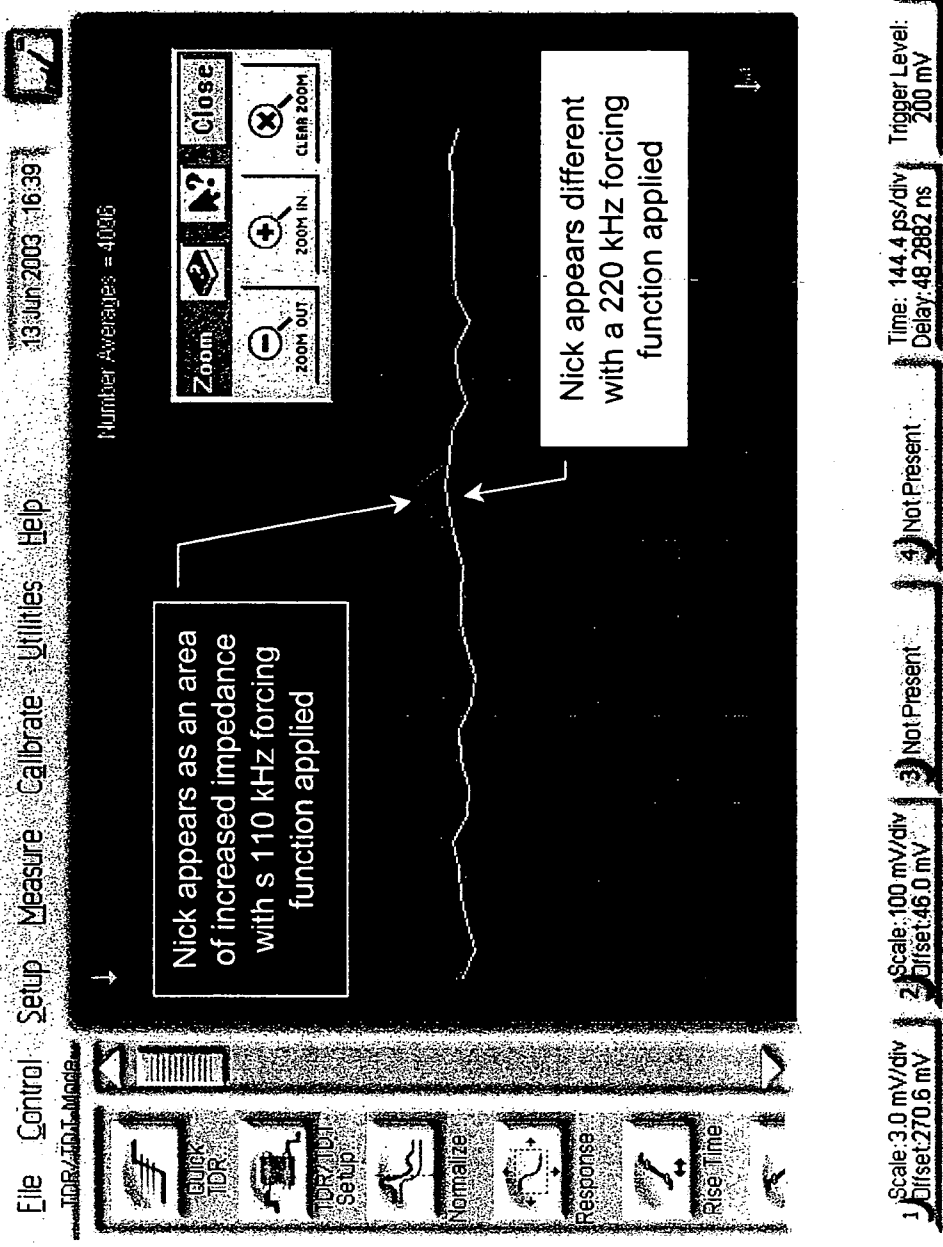 File Control Setup Measure Calibrate Utilities Help 13 Jun 2003 16:39
TDR/TDT Mode
Quick
TDR
TDR/TDT
Setup
Normalize
Response
Rise Time
Number Averages = 4096
Zoom ? Close
ZOOM OUT
ZOOM IN
CLEAR ZOOM
Nick appears as an area
of increased impedance
with s 110 kHz forcing
function applied
Nick appears different
with a 220 kHz forcing
function applied
1) Scale:3.0 mV/div
Offset:270.6 mV
2) Scale:100 mV/div
Offset:46.0 mV
3) Not Present
4) Not Present
Time: 144.4 ps/div
Delay:48.2882 ns
Trigger Level:
200 mV